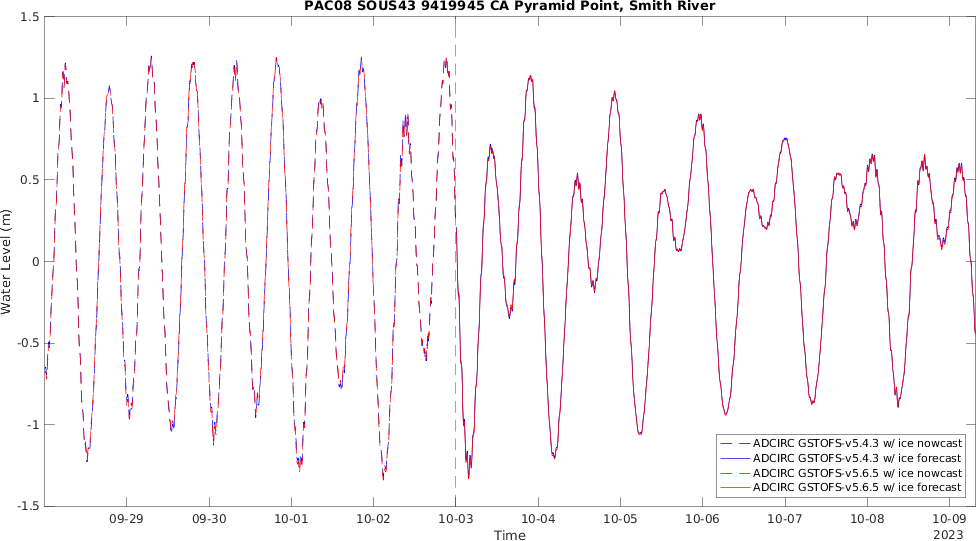 PAC08 SOUS43 9419945 CA Pyramid Point, Smith River
1.5
1
0.5
0
-0.5
-1
-1.5
Water Level (m)
09-29 09-30 10-01 10-02 10-03 10-04 10-05 10-06 10-07 10-08 10-09
2023
Time
ADCIRC GSTOFS-v5.4.3 w/ ice nowcast
ADCIRC GSTOFS-v5.4.3 w/ ice forecast
ADCIRC GSTOFS-v5.6.5 w/ ice nowcast
ADCIRC GSTOFS-v5.6.5 w/ ice forecast